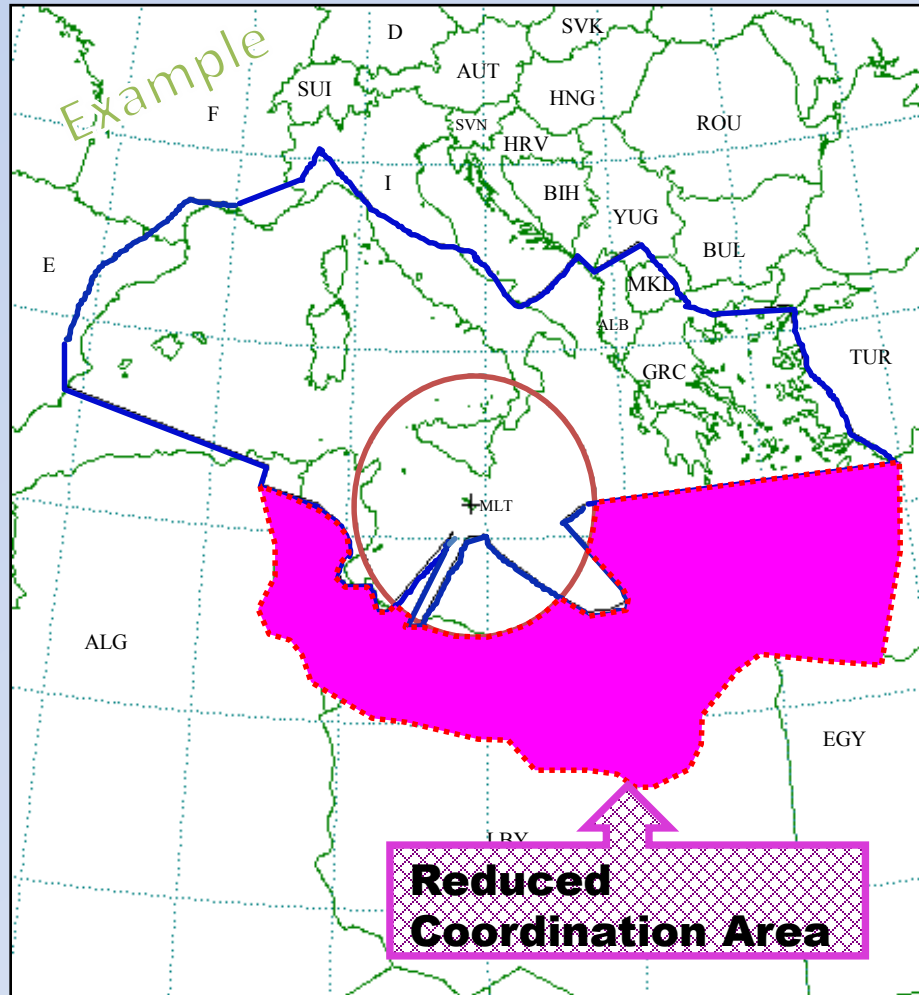 Example
D
SVK
AUT
SUI
HNG
F
SVN
ROU
HRV
I
BIH
YUG
BUL
E
MKD
ALB
TUR
GRC
MLT
ALG
EGY
LBY
Reduced
Coordination Area